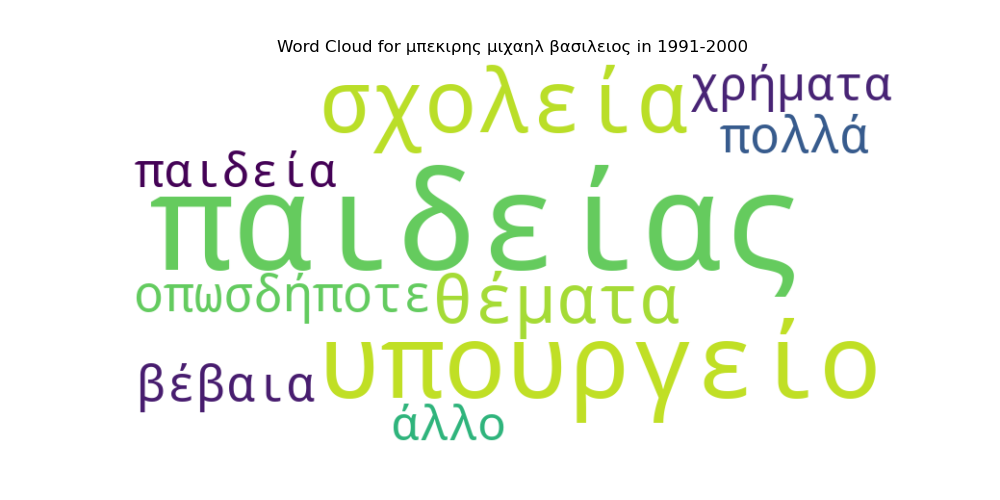 Word Cloud for μπεκιρης μιχαηλ βασιλειος in 1991-2000
σχολεία χρήματα
πολλά
παιδεία
παιδείας
οπωσδήποτε θέματα
υπουργείο
βέβαια
άλλο